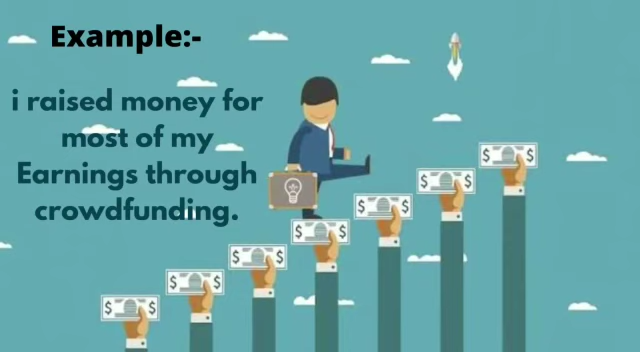 Example:-
i raised money for
most of my
Earnings through
crowdfunding.
$ $
$ $
$ $
$ $
$ $
$ $
$ $